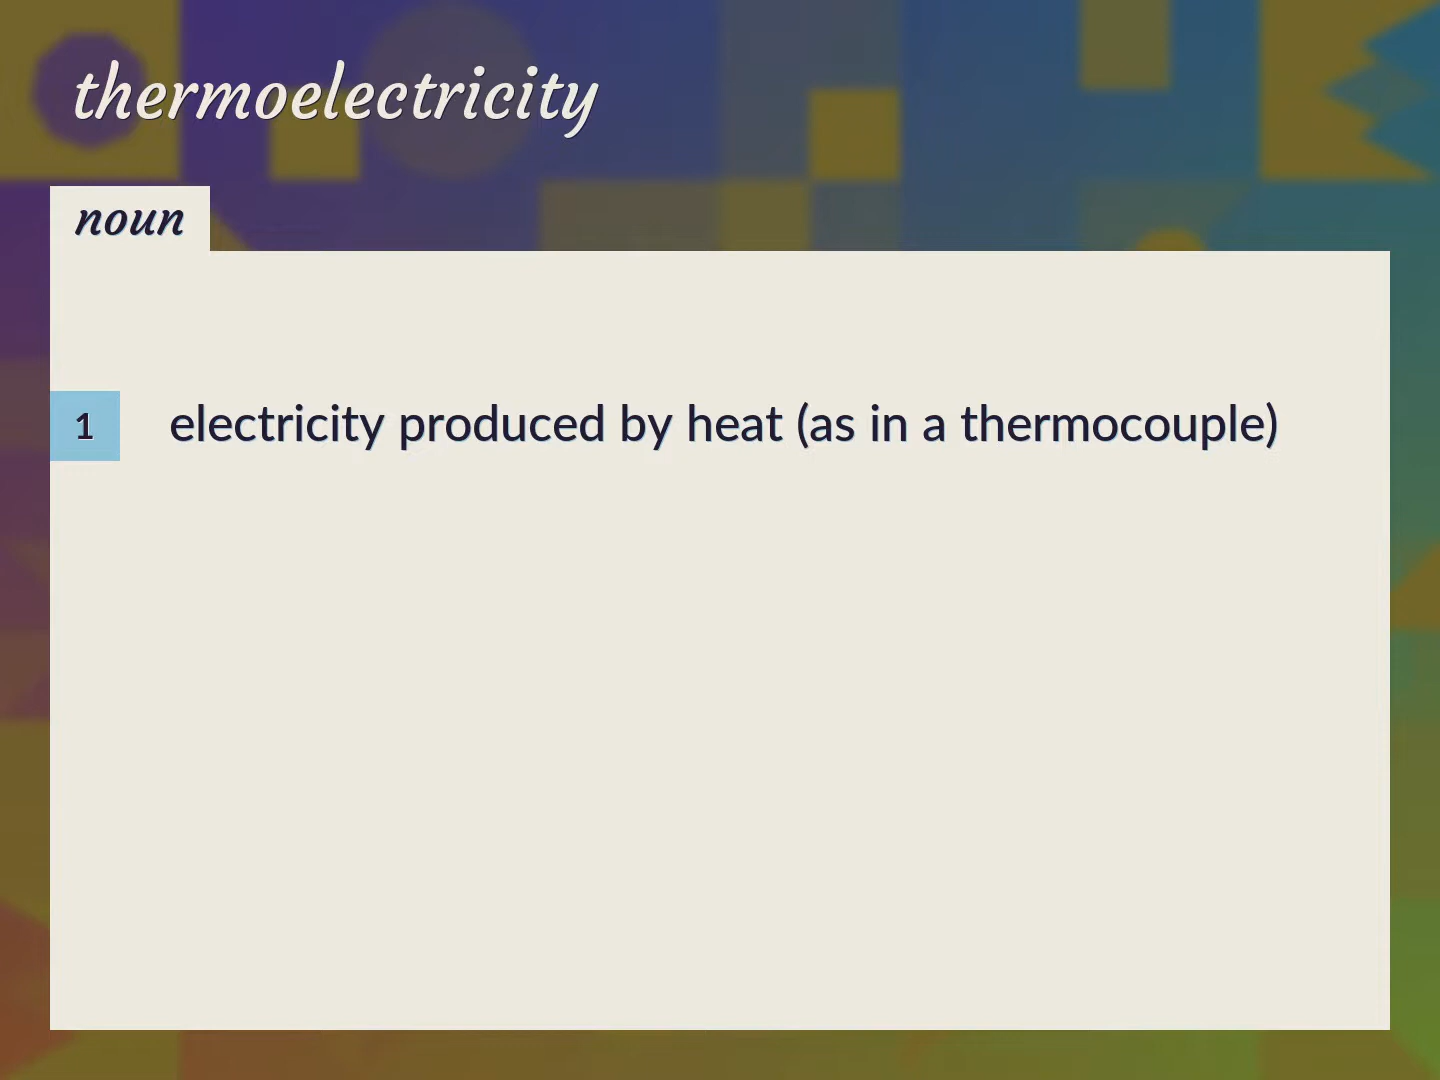 thermoelectricity
noun
1 electricity produced by heat (as in a thermocouple)